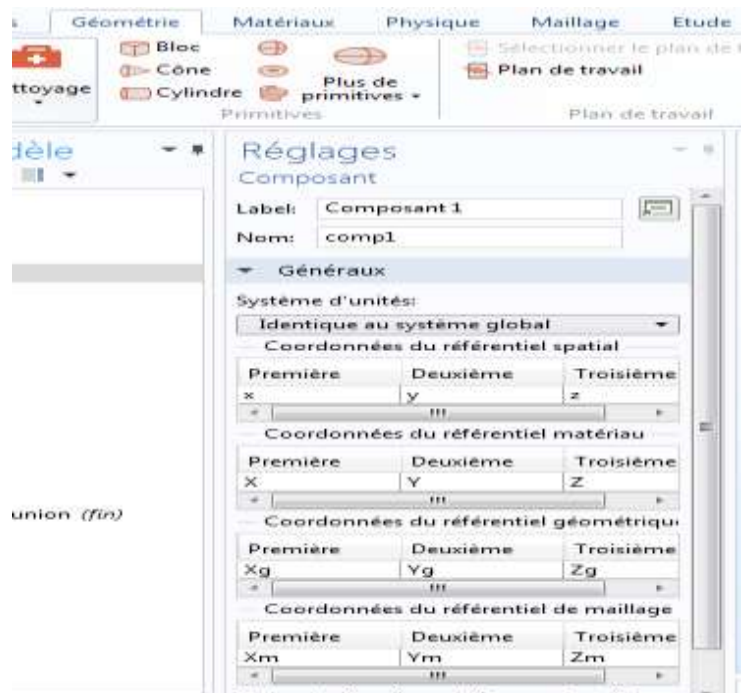 s Géométrie Matériaux Physique Maillage Etude
Bloc
Cône
Cylindre
ttoyage
Plus de
primitives
Sélectionner le plan de
Plan de travail
Primitives Plan de travail
dèle
union (fin)
Réglages
Composant
Label: Composant 1
Nom: comp1
Généraux
Système d'unités:
Identique au système global
Coordonnées du référentiel spatial
Première Deuxième Troisième
x y z
Coordonnées du référentiel matériau
Première Deuxième Troisième
X Y Z
Coordonnées du référentiel géométriqu
Première Deuxième Troisième
Xg Yg Zg
Coordonnées du référentiel de maillage
Première Deuxième Troisième
Xm Ym Zm